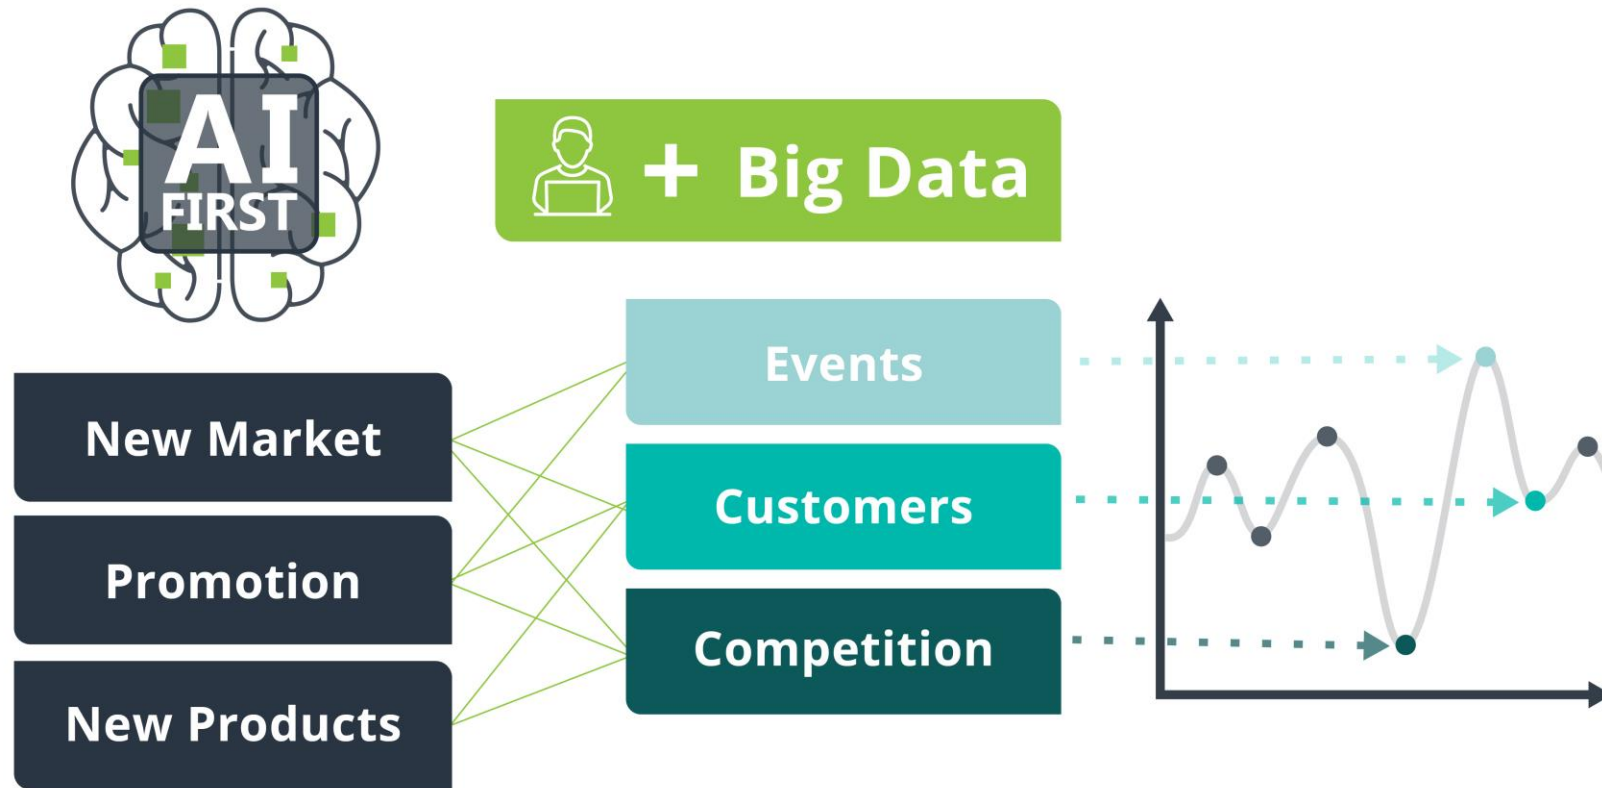 AI
FIRST
+ Big Data
New Market
Promotion
New Products
Events
Customers
Competition